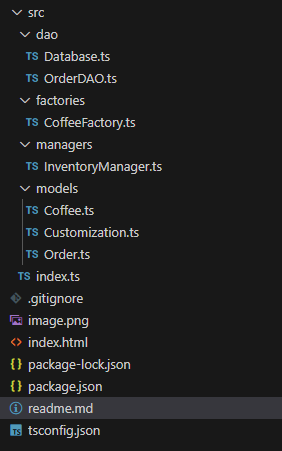 src
dao
TS Database.ts
TS OrderDAO.ts
factories
TS CoffeeFactory.ts
managers
TS InventoryManager.ts
models
TS Coffee.ts
TS Customization.ts
TS Order.ts
TS index.ts
.gitignore
image.png
<> index.html
{} package-lock.json
{} package.json
readme.md
TS tsconfig.json